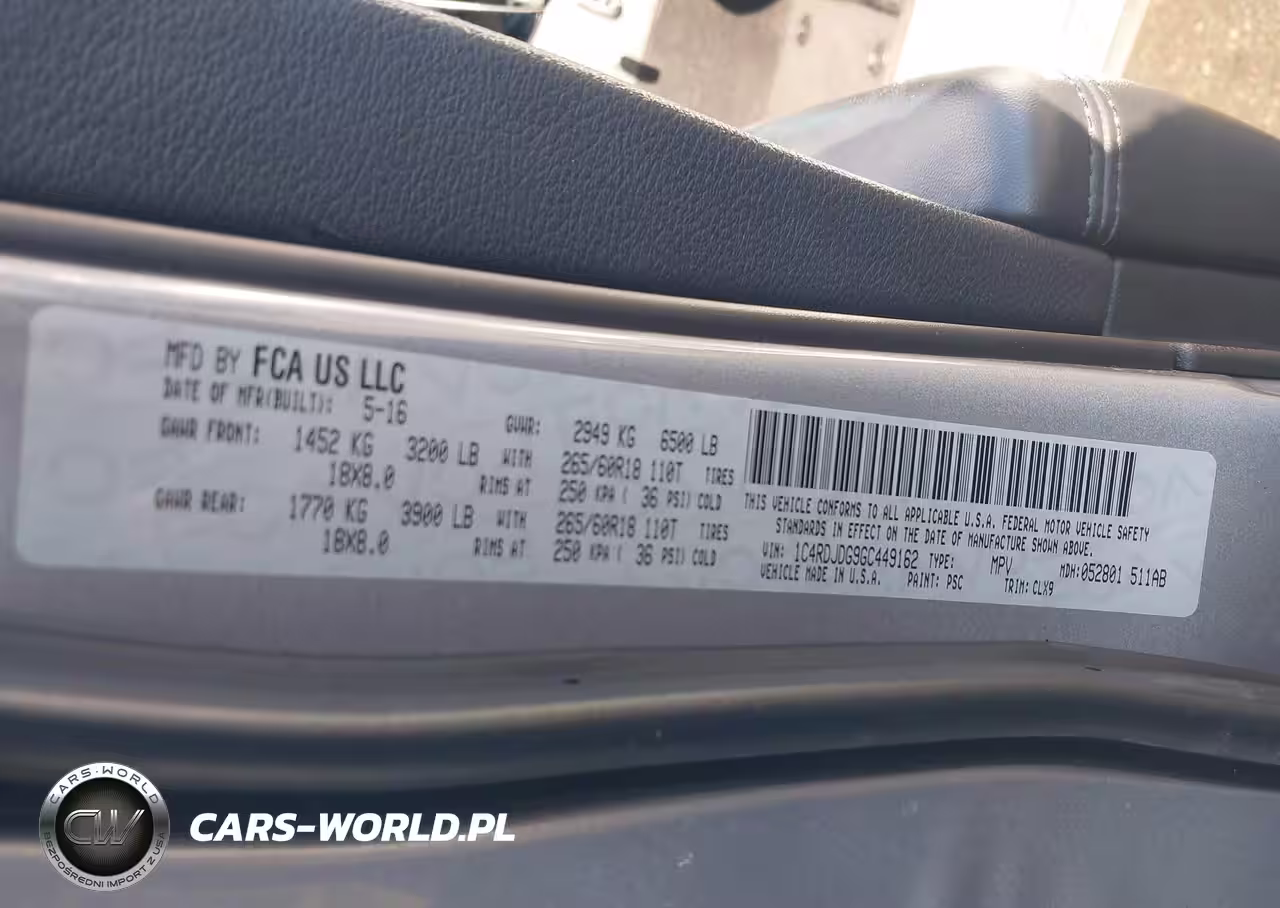 MFD BY FCA US LLC
DATE OF MFR(BUILT): 5-16
GVWR: 2949 KG 6500 LB
GAWR FRONT: 1452 KG 3200 LB WITH 265/60R18 110T TIRES
18X8.0 RIMS AT 250 KPA ( 36 PSI) COLD
GAWR REAR: 1770 KG 3900 LB WITH 265/60R18 110T TIRES
18X8.0 RIMS AT 250 KPA ( 36 PSI) COLD
THIS VEHICLE CONFORMS TO ALL APPLICABLE U.S.A. FEDERAL MOTOR VEHICLE SAFETY
STANDARDS IN EFFECT ON THE DATE OF MANUFACTURE SHOWN ABOVE.
VIN: 1C4RDJDG9GC449162 TYPE: MPV MDH:052801 511AB
VEHICLE MADE IN U.S.A. PAINT: PSC TRIM: CLX9
CARS-WORLD
CW
BEZPOŚREDNI IMPORT Z USA
CARS-WORLD.PL